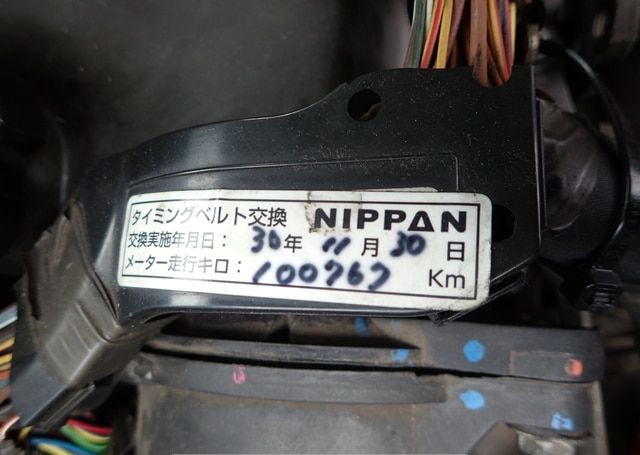 タイミングベルト交換 NIPPAN
交換実施年月日：30年 11月30日
メーター走行キロ：100767 Km